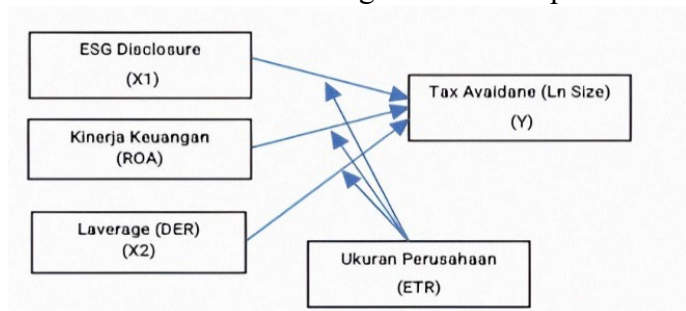 ESG Disclosure
(X1)
Tax Avaidane (Ln Size)
(Y)
Kinerja Keuangan
(ROA)
Laverage (DER)
(X2)
Ukuran Perusahaan
(ETR)